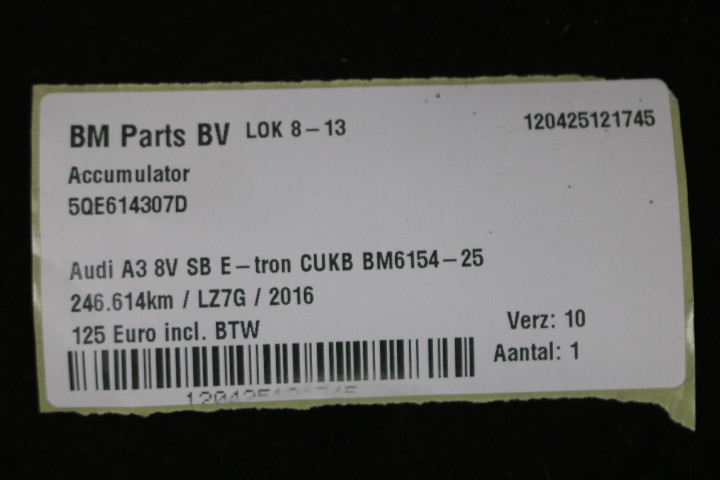 BM Parts BV LOK 8-13 120425121745
Accumulator
5QE614307D
Audi A3 8V SB E-tron CUKB BM6154-25
246.614km / LZ7G / 2016
125 Euro incl. BTW Verz: 10
Aantal: 1
120425121745